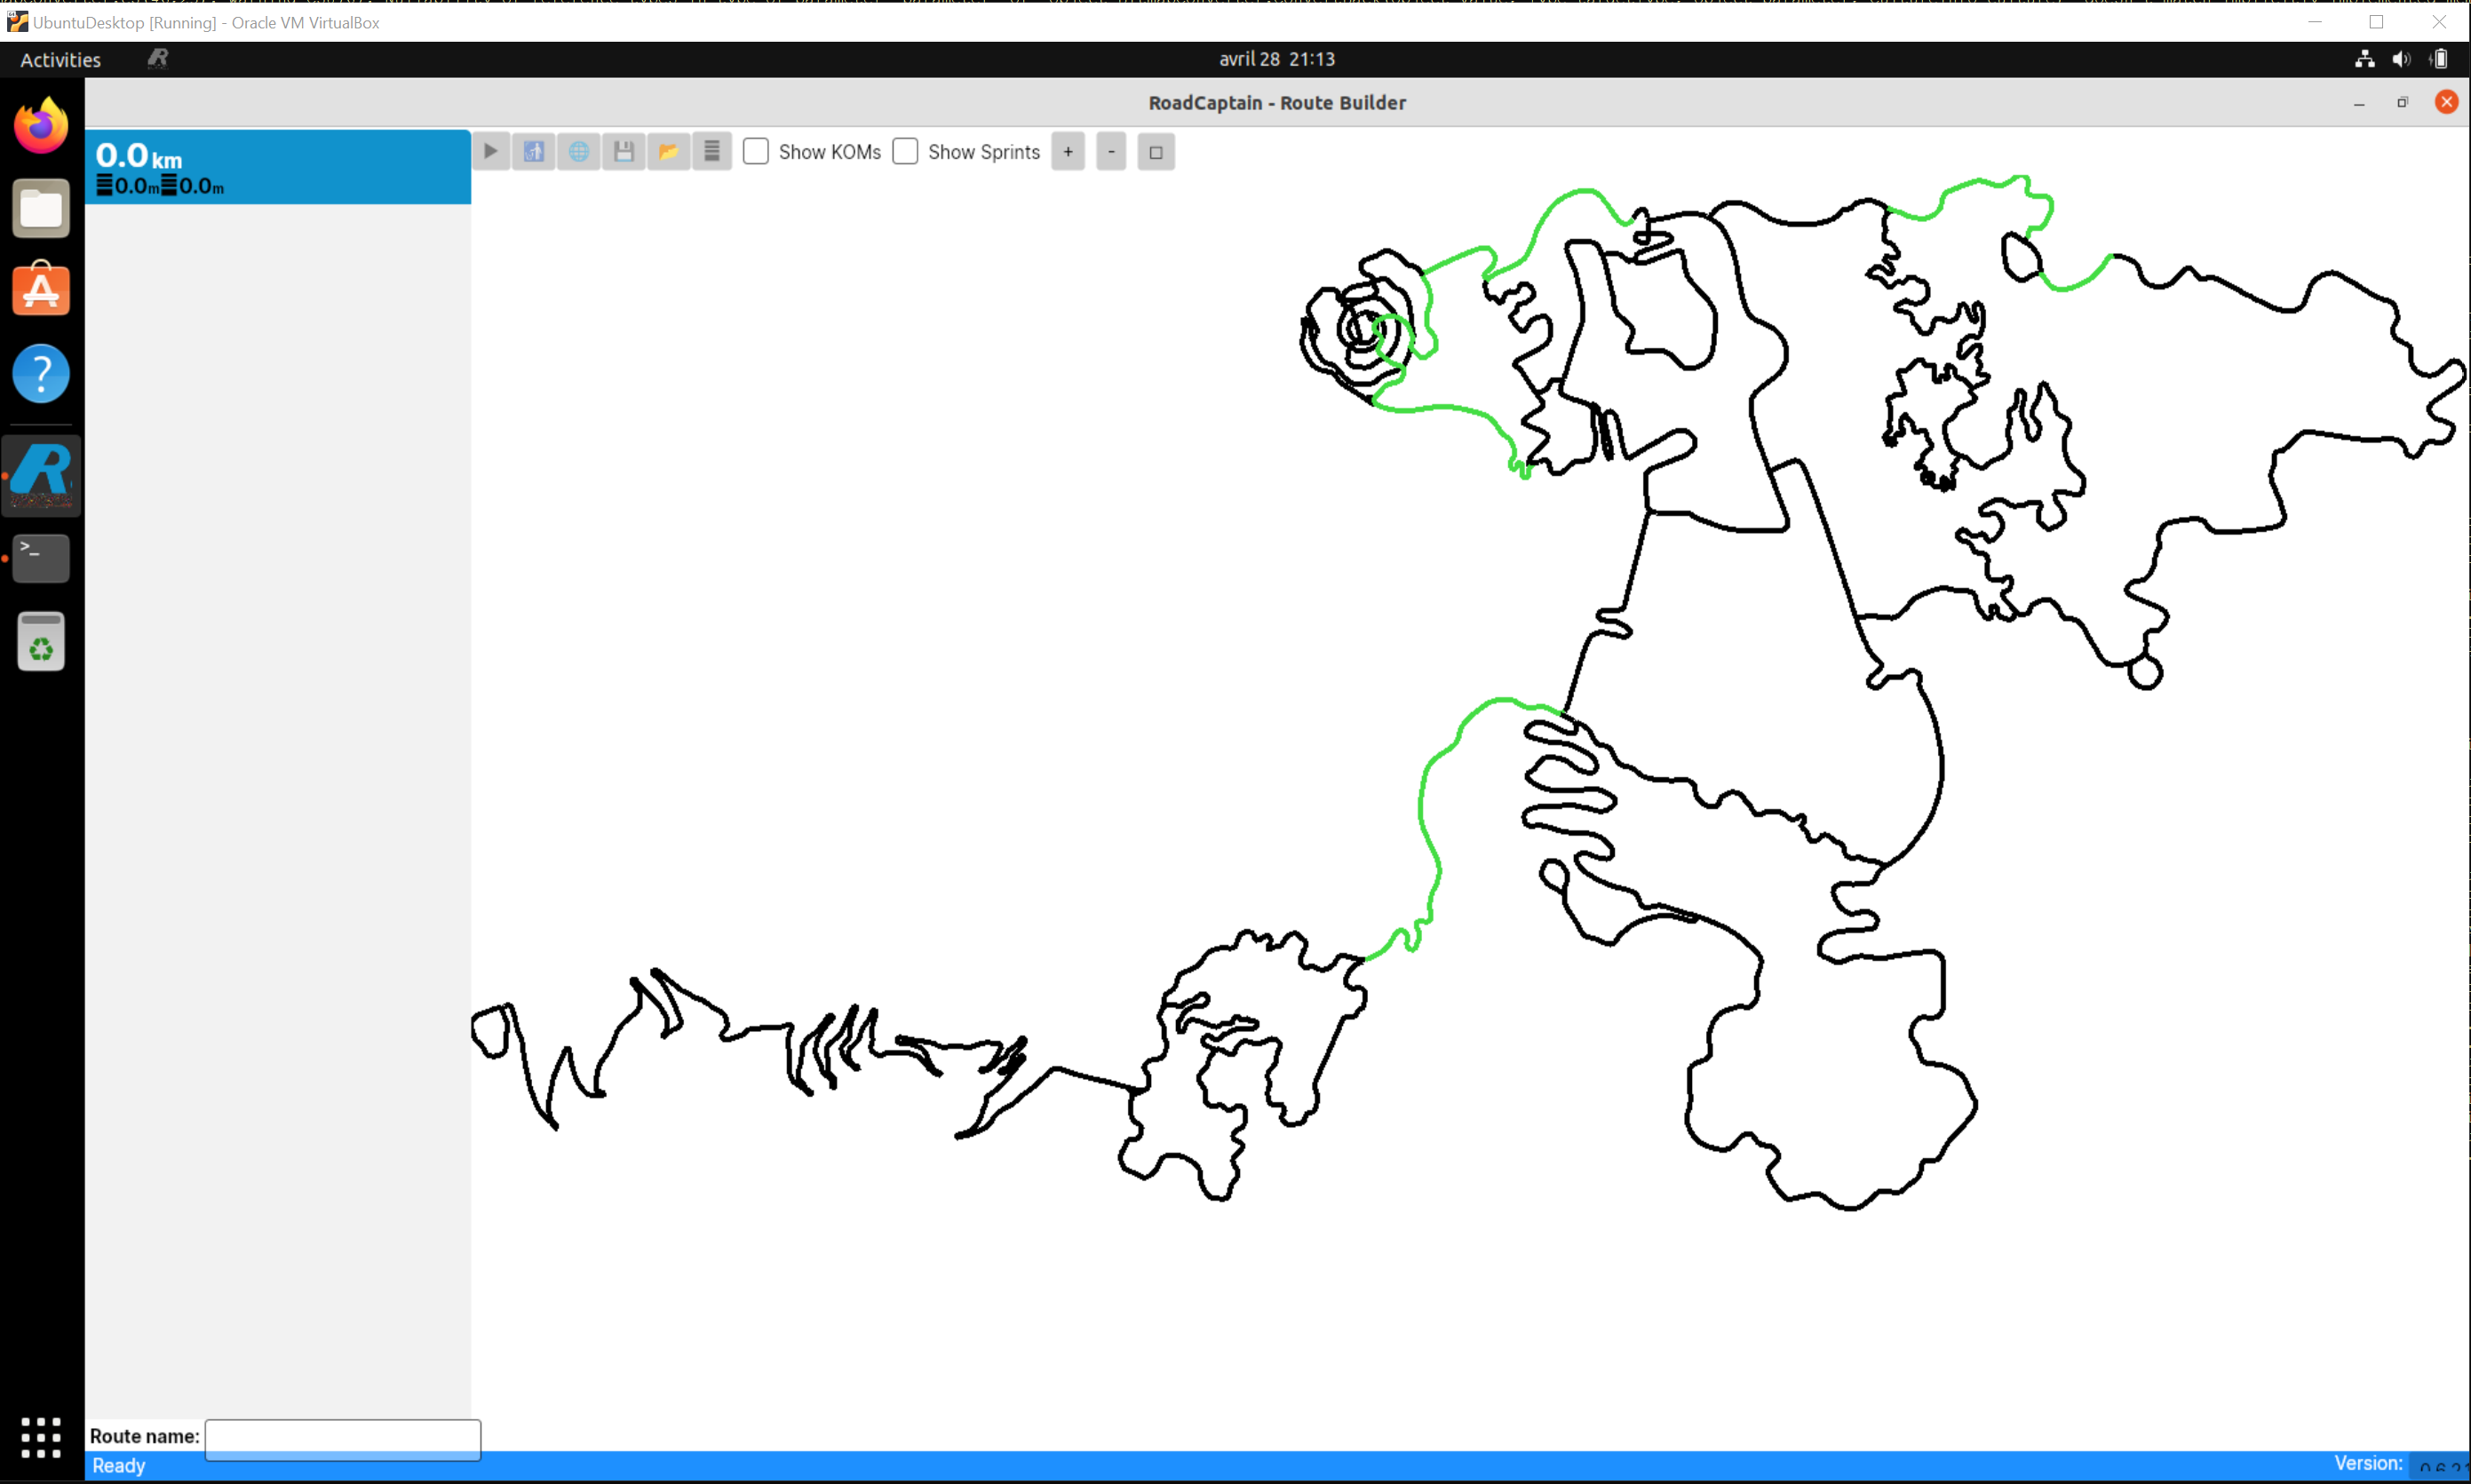 UbuntuDesktop [Running] - Oracle VM VirtualBox
Activities
avril 28 21:13
RoadCaptain - Route Builder
0.0 km
0.0m 0.0m
Show KOMs
Show Sprints
+
-
Route name:
Ready
Version: